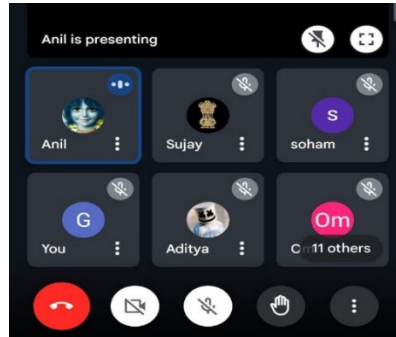 Anil is presenting
Anil
Sujay
s
soham
G
You
Aditya
Om
11 others